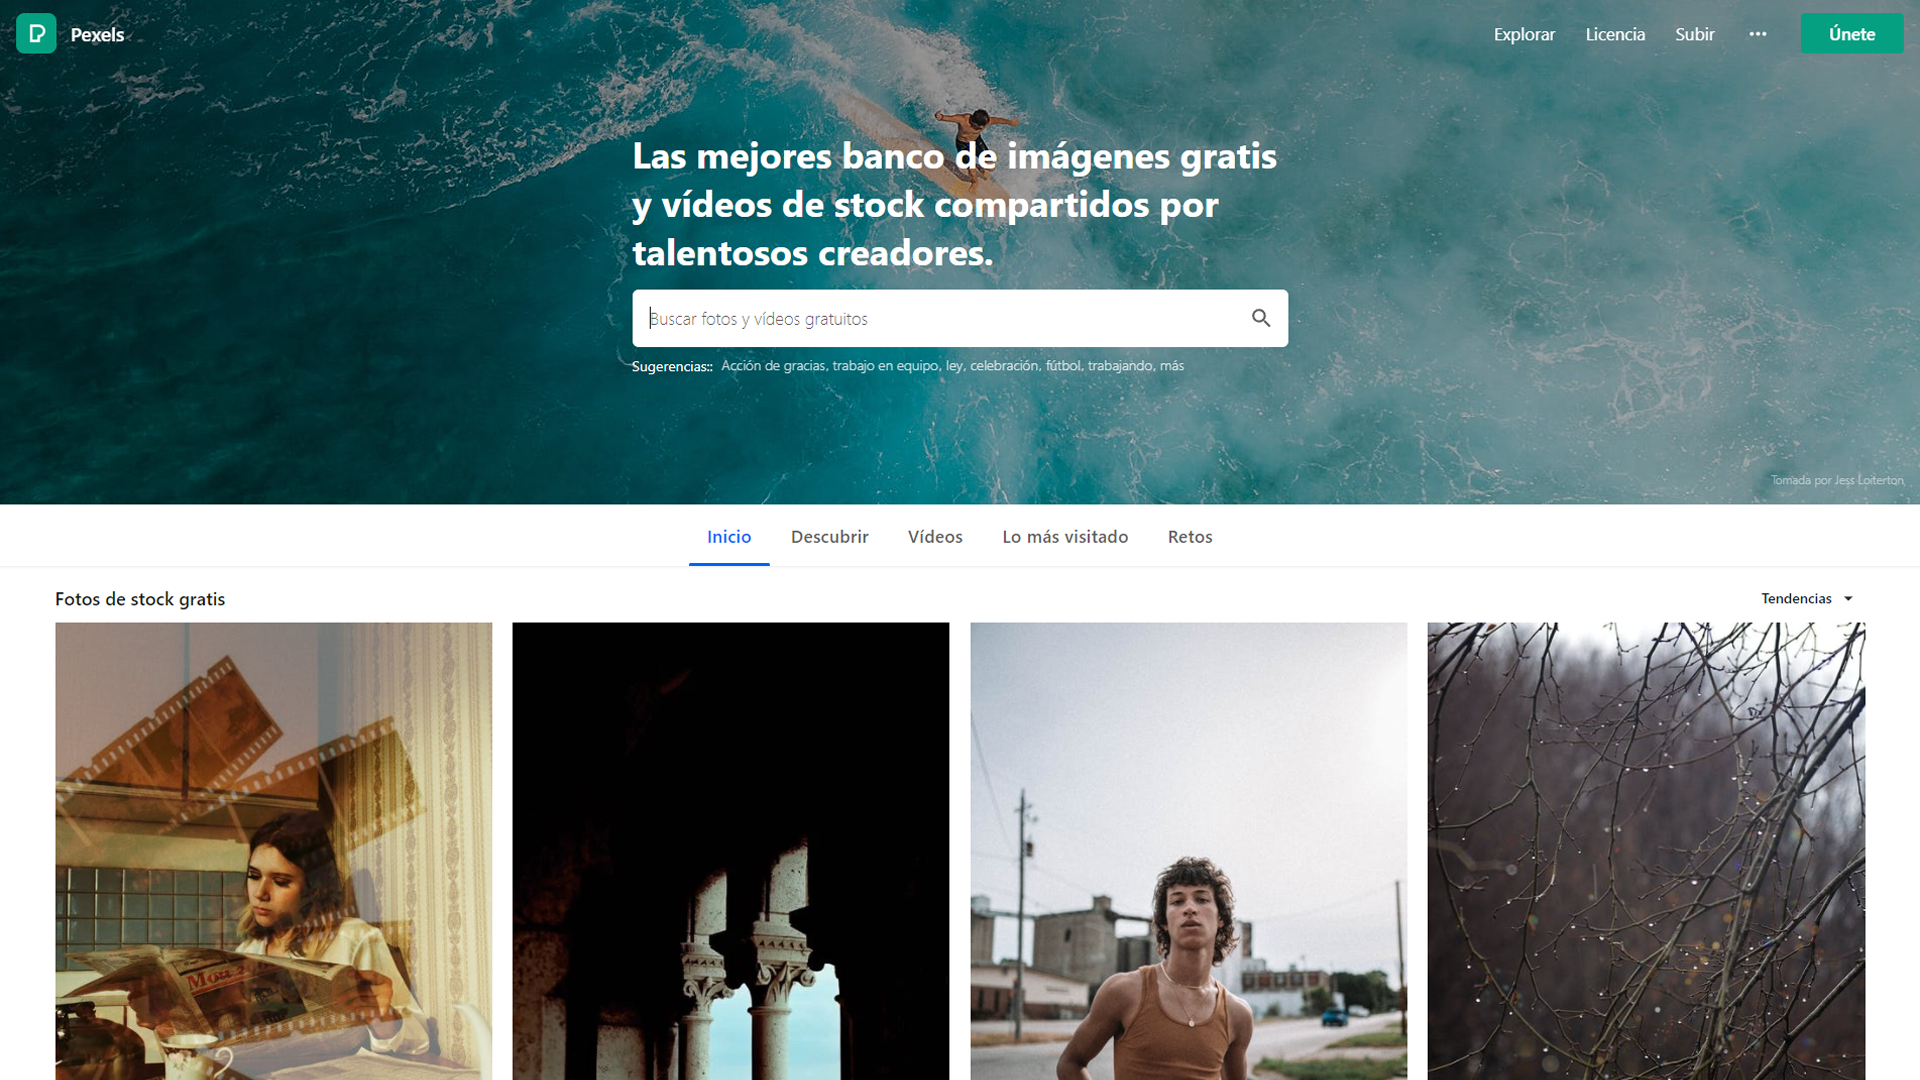 Pexels
Explorar Licencia Subir ••• Únete
Las mejores banco de imágenes gratis
y vídeos de stock compartidos por
talentosos creadores.
Buscar fotos y vídeos gratuitos
Sugerencias:: Acción de gracias, trabajo en equipo, ley, celebración, fútbol, trabajando, más
Tomada por Jess Loiterton
Inicio Descubrir Vídeos Lo más visitado Retos
Fotos de stock gratis Tendencias